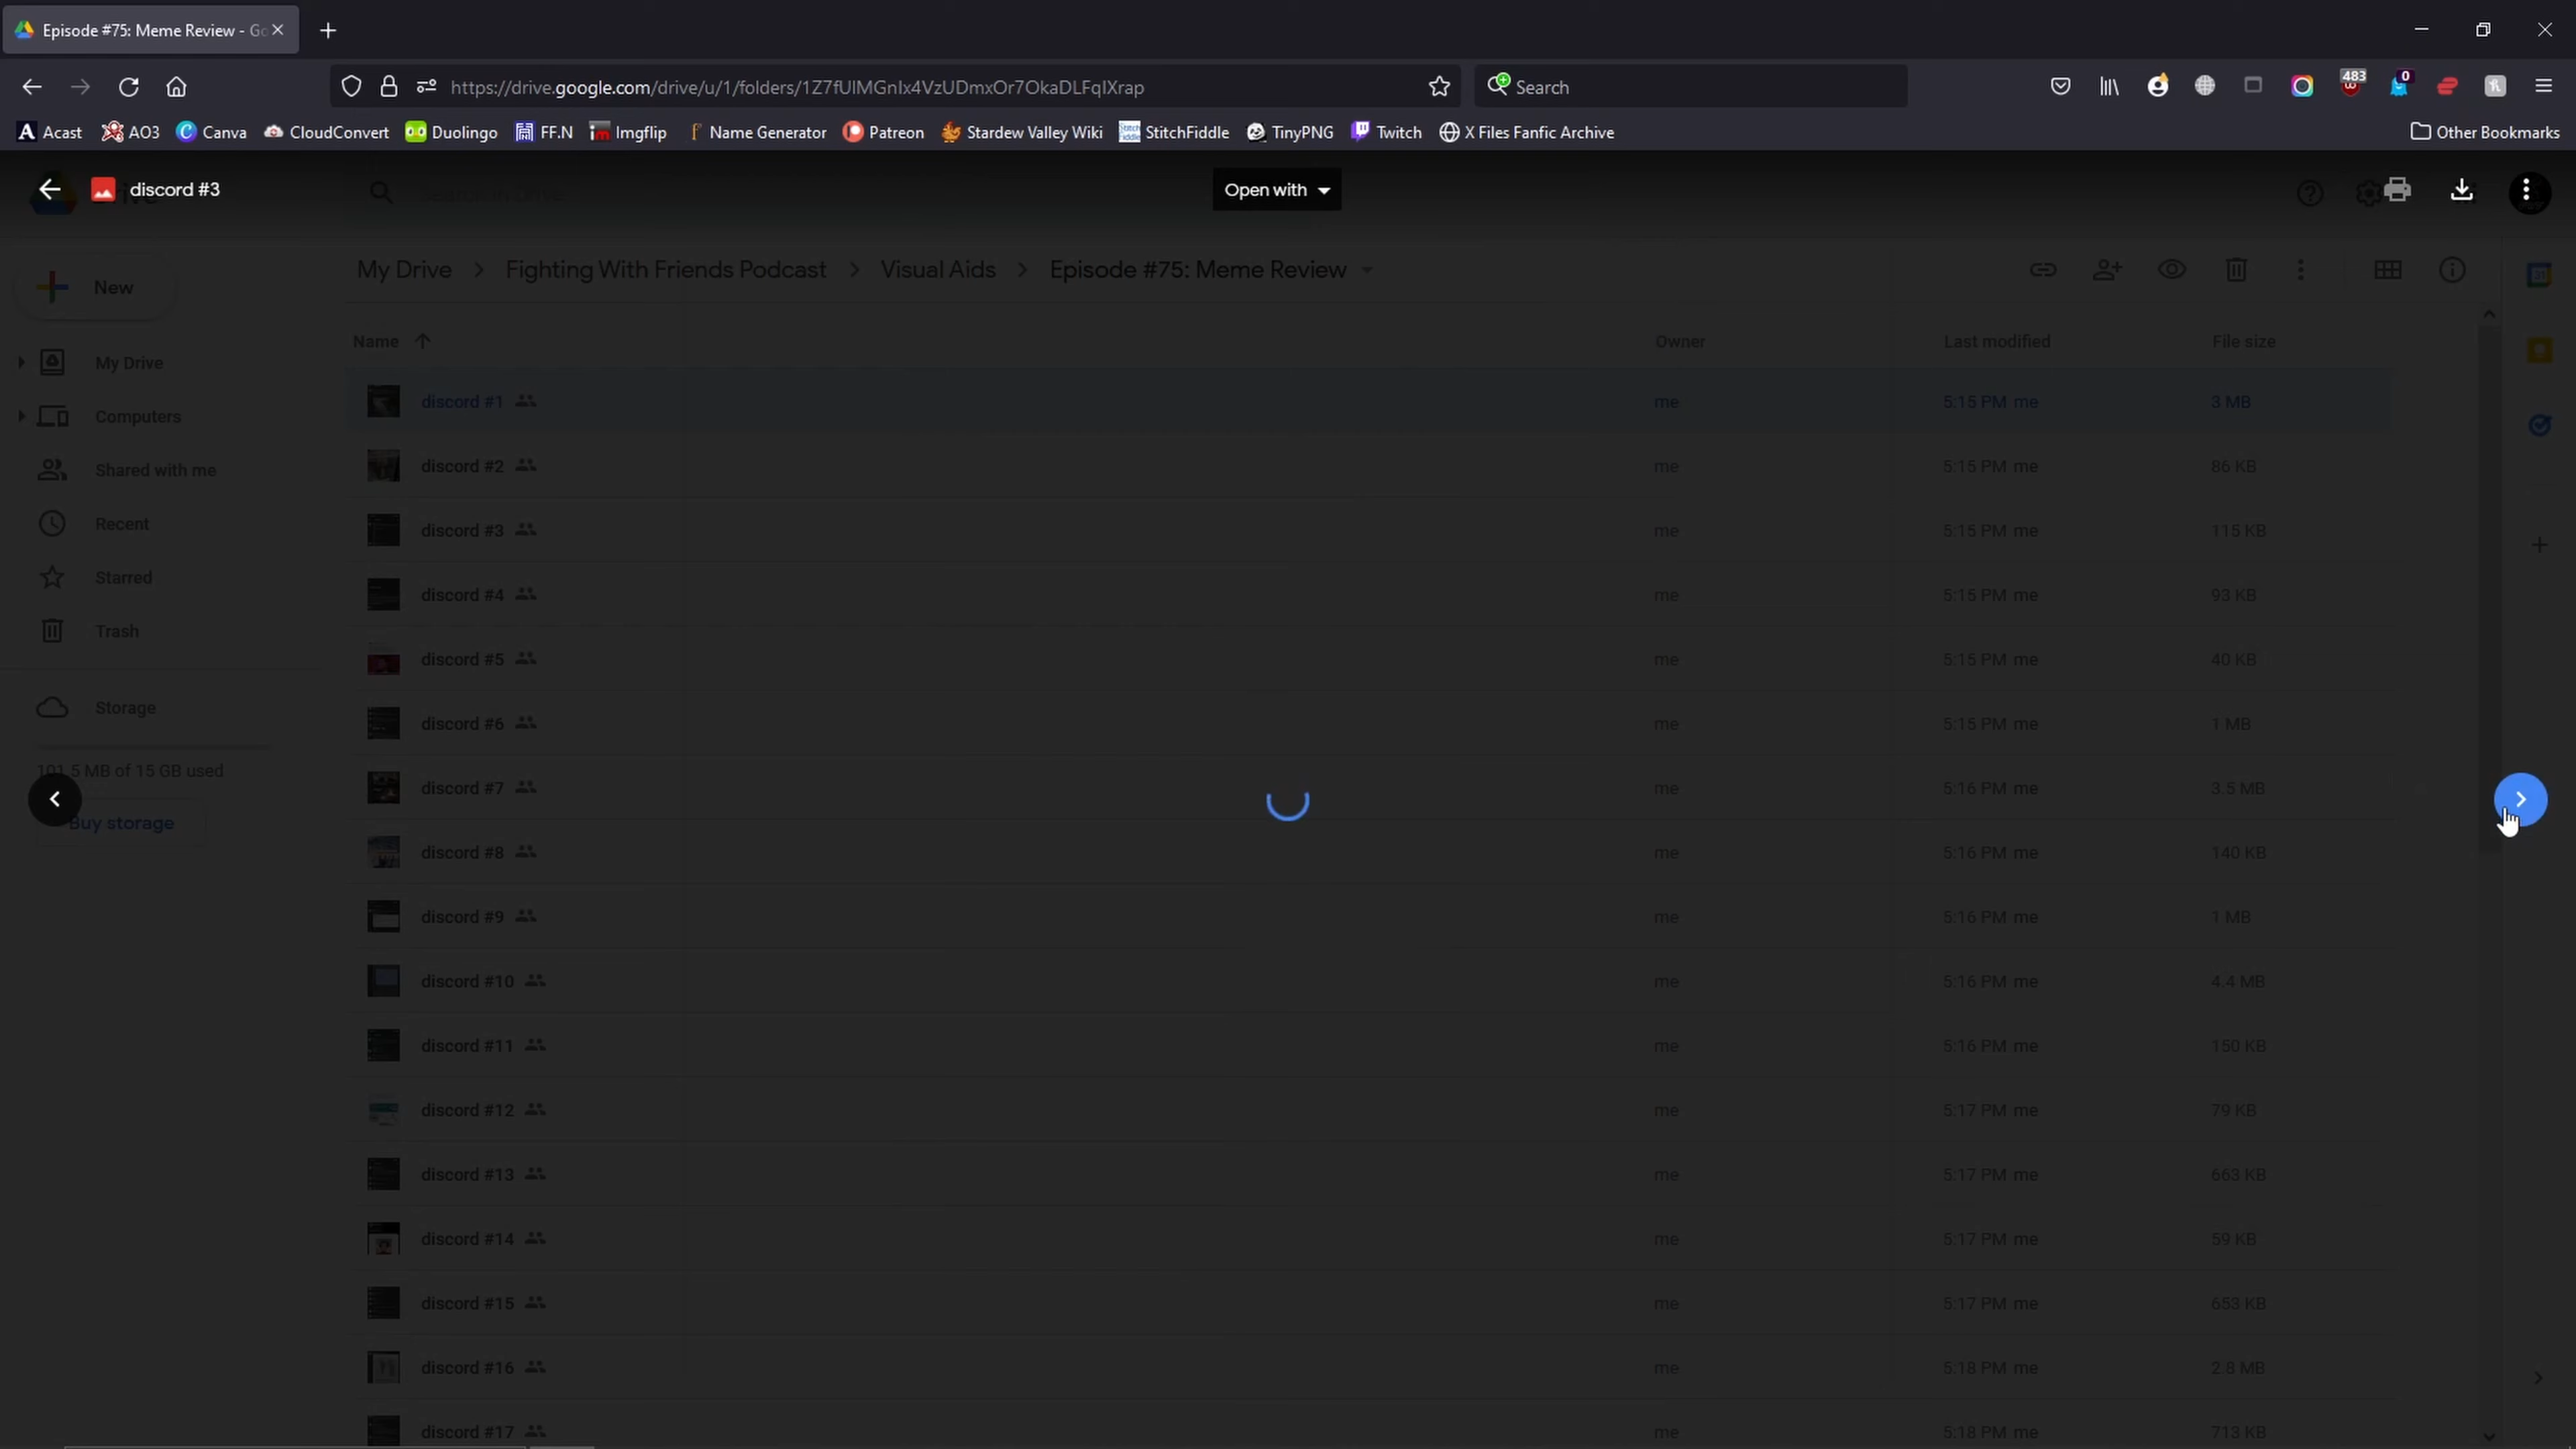 Episode #75: Meme Review - Go
https://drive.google.com/drive/u/1/folders/1Z7fUlMGnIx4VzUDmxOr7OkaDLFqIXrap
Search
483
0
Acast AO3 Canva CloudConvert Duolingo FF.N Imgflip Name Generator Patreon Stardew Valley Wiki StitchFiddle TinyPNG Twitch X Files Fanfic Archive Other Bookmarks
discord #3
Open with
New
My Drive
Computers
Shared with me
Recent
Starred
Trash
Storage
101.5 MB of 15 GB used
Buy storage
My Drive Fighting With Friends Podcast Visual Aids Episode #75: Meme Review
Name Owner Last modified File size
discord #1 me 5:15 PM me 3 MB
discord #2 me 5:15 PM me 86 KB
discord #3 me 5:15 PM me 115 KB
discord #4 me 5:15 PM me 93 KB
discord #5 me 5:15 PM me 40 KB
discord #6 me 5:15 PM me 1 MB
discord #7 me 5:16 PM me 3.5 MB
discord #8 me 5:16 PM me 140 KB
discord #9 me 5:16 PM me 1 MB
discord #10 me 5:16 PM me 4.4 MB
discord #11 me 5:16 PM me 150 KB
discord #12 me 5:17 PM me 79 KB
discord #13 me 5:17 PM me 663 KB
discord #14 me 5:17 PM me 59 KB
discord #15 me 5:17 PM me 653 KB
discord #16 me 5:18 PM me 2.8 MB
discord #17 me 5:18 PM me 713 KB